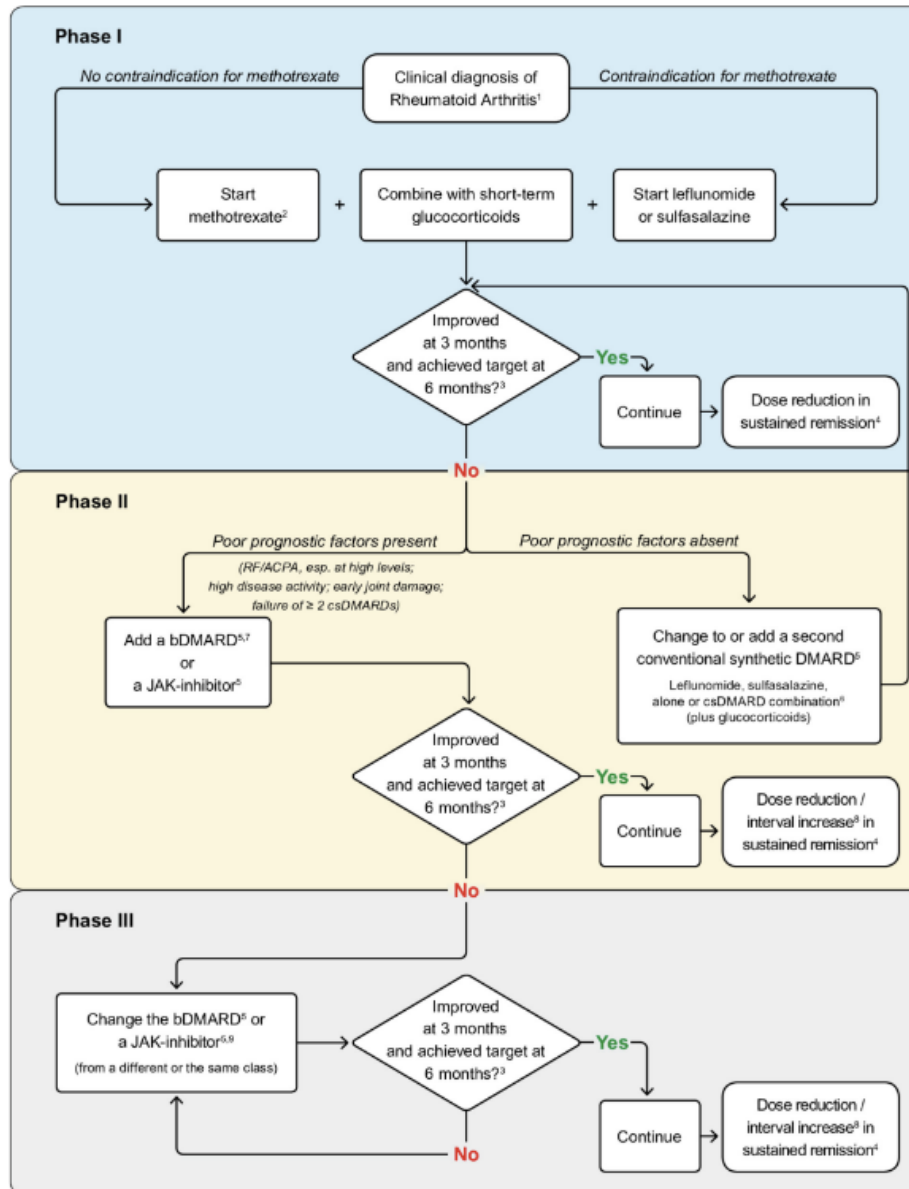 Phase I
No contraindication for methotrexate
Clinical diagnosis of
Rheumatoid Arthritis¹
Contraindication for methotrexate
Start
methotrexate²
+
Combine with short-term
glucocorticoids
+
Start leflunomide
or sulfasalazine
Improved
at 3 months
and achieved target at
6 months?³
Yes
Continue
Dose reduction in
sustained remission⁴
No
Phase II
Poor prognostic factors present
(RF/ACPA, esp. at high levels;
high disease activity; early joint damage;
failure of ≥ 2 csDMARDs)
Poor prognostic factors absent
Add a bDMARD⁵,⁷
or
a JAK-inhibitor⁵
Change to or add a second
conventional synthetic DMARD⁵
Leflunomide, sulfasalazine,
alone or csDMARD combination⁶
(plus glucocorticoids)
Improved
at 3 months
and achieved target at
6 months?³
Yes
Continue
Dose reduction /
interval increase⁸ in
sustained remission⁴
No
Phase III
Change the bDMARD⁵ or
a JAK-inhibitor⁵,⁹
(from a different or the same class)
Improved
at 3 months
and achieved target at
6 months?³
Yes
Continue
Dose reduction /
interval increase⁸ in
sustained remission⁴
No